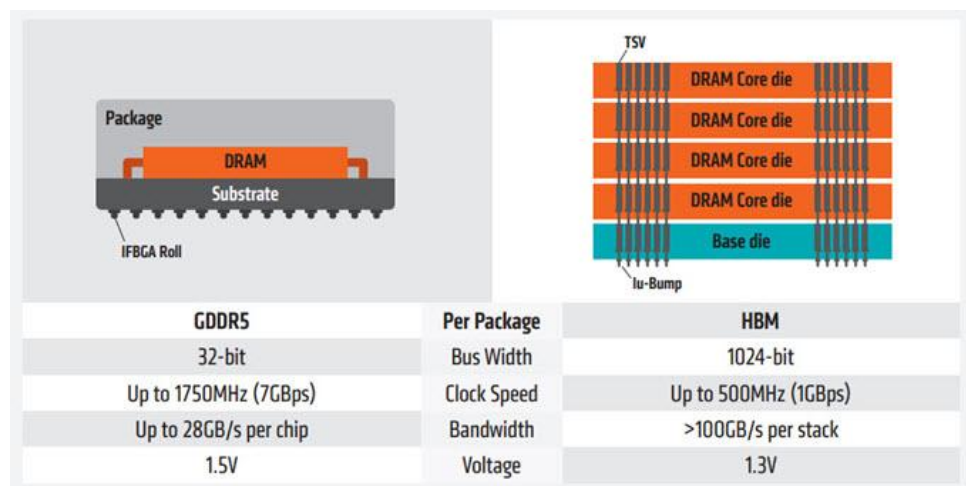 Package
DRAM
Substrate
IFBGA Roll
TSV
DRAM Core die
DRAM Core die
DRAM Core die
DRAM Core die
Base die
Iu-Bump
GDDR5 Per Package HBM
32-bit Bus Width 1024-bit
Up to 1750MHz (7GBps) Clock Speed Up to 500MHz (1GBps)
Up to 28GB/s per chip Bandwidth >100GB/s per stack
1.5V Voltage 1.3V